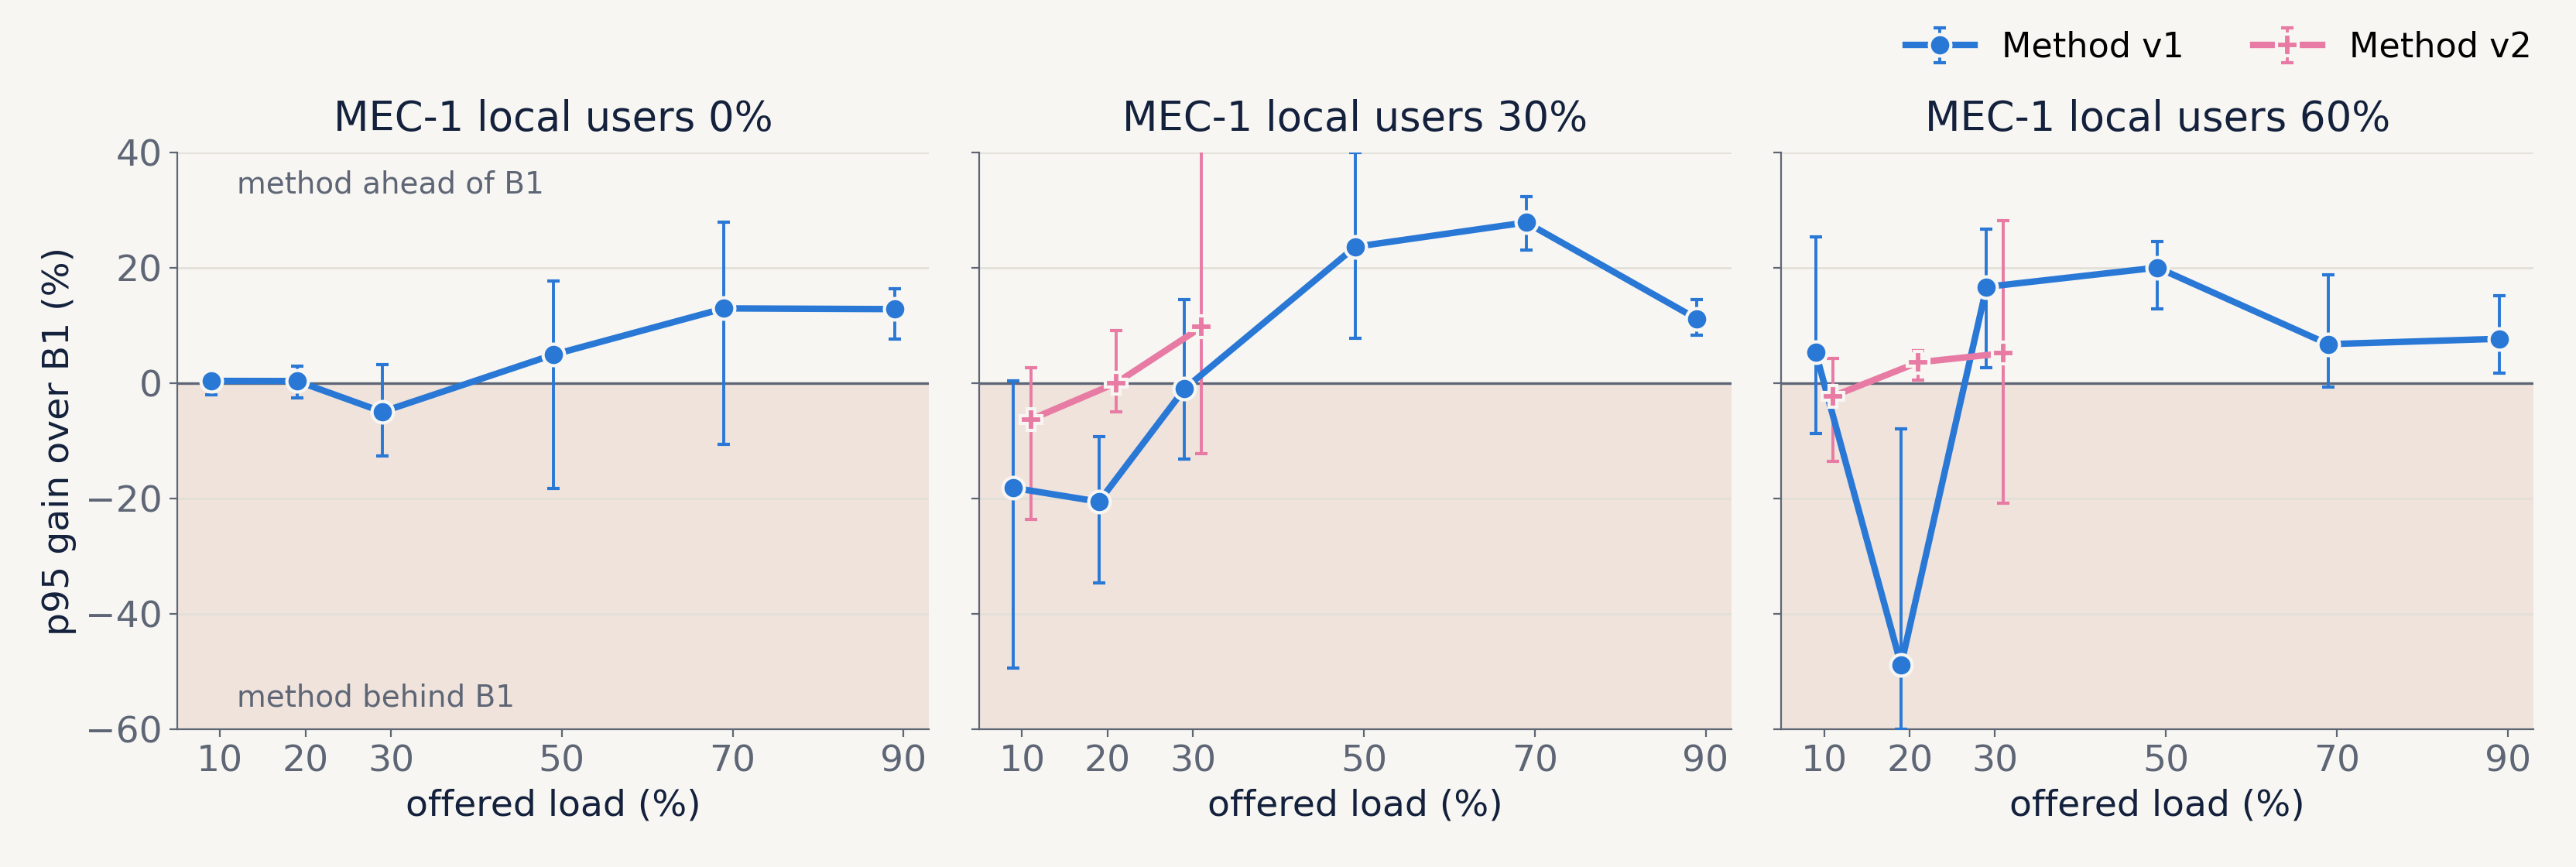 Method v1
Method v2
MEC-1 local users 0%
MEC-1 local users 30%
MEC-1 local users 60%
p95 gain over B1 (%)
40
20
0
−20
−40
−60
method ahead of B1
method behind B1
10 20 30 50 70 90
10 20 30 50 70 90
10 20 30 50 70 90
offered load (%)
offered load (%)
offered load (%)